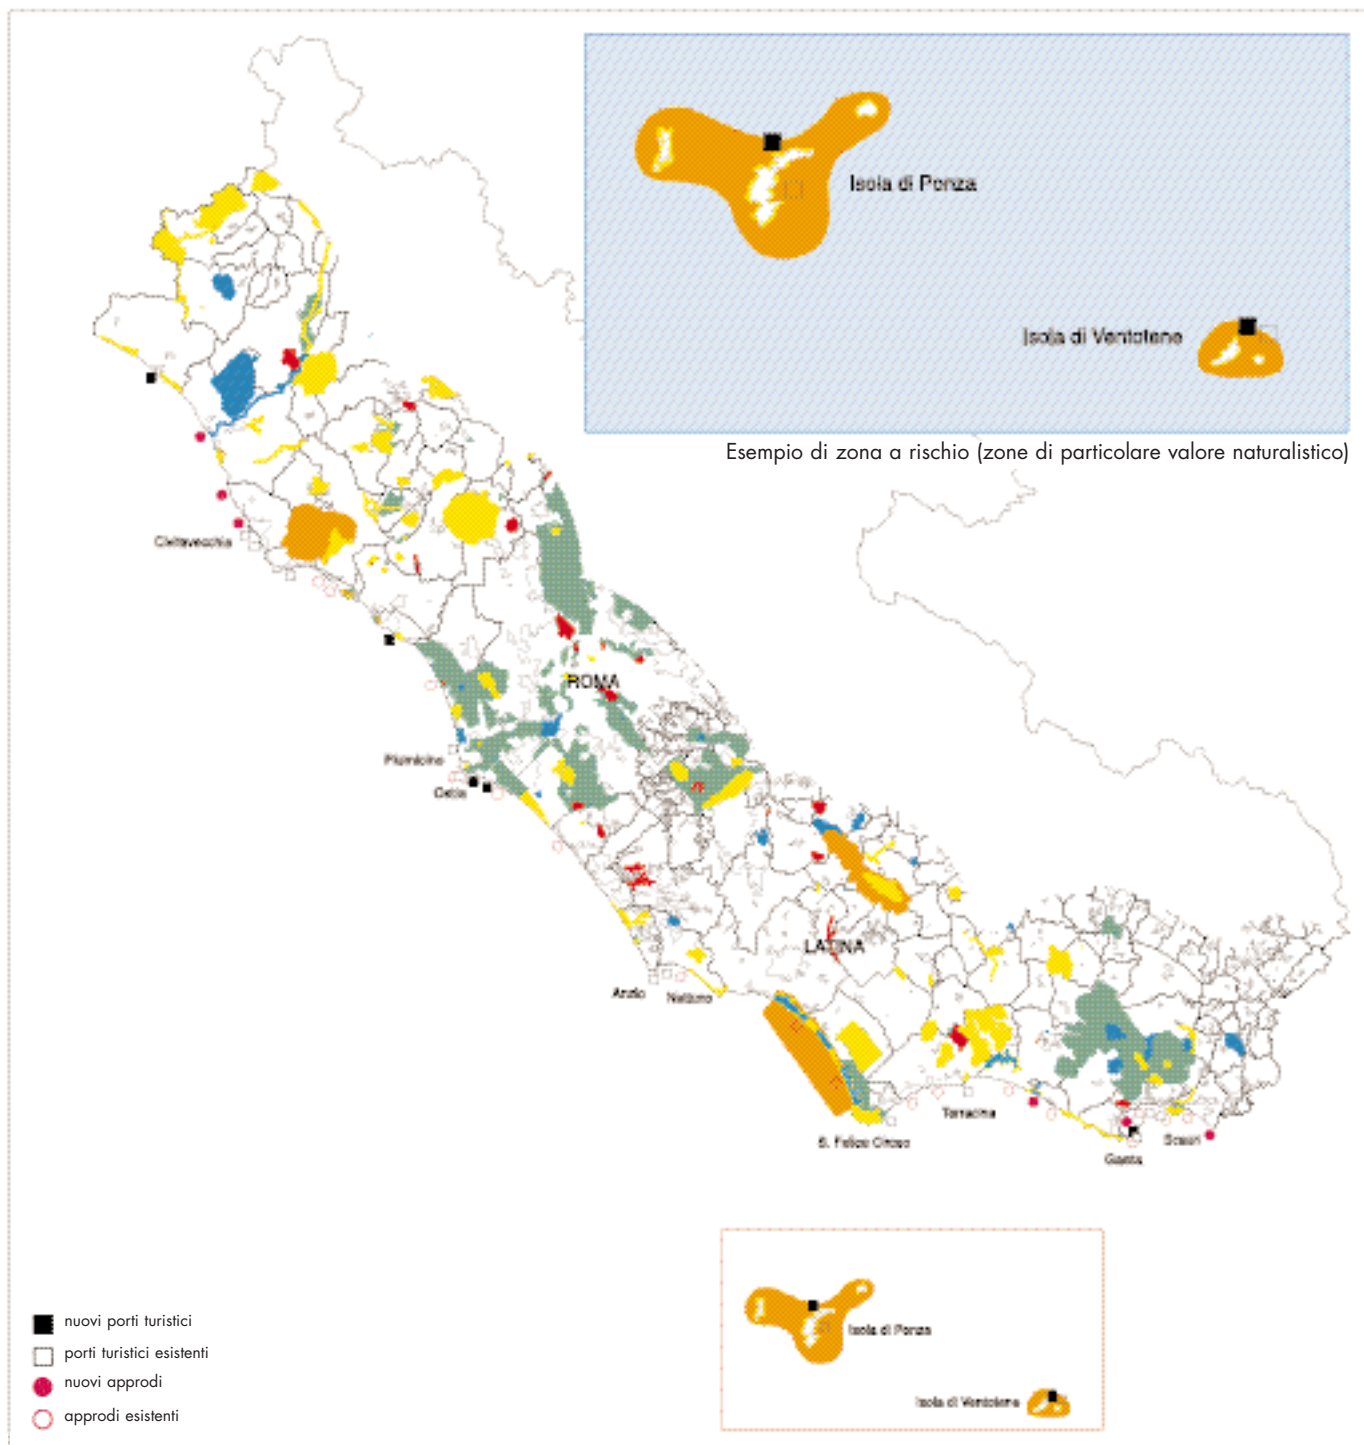 Isola di Ponza
Isola di Ventotene
Esempio di zona a rischio (zone di particolare valore naturalistico)
Civitavecchia
ROMA
Fiumicino
Ostia
LATINA
Anzio
Nettuno
Terracina
S. Felice Circeo
Scauri
Gaeta
nuovi porti turistici
porti turistici esistenti
nuovi approdi
approdi esistenti
Isola di Ponza
Isola di Ventotene